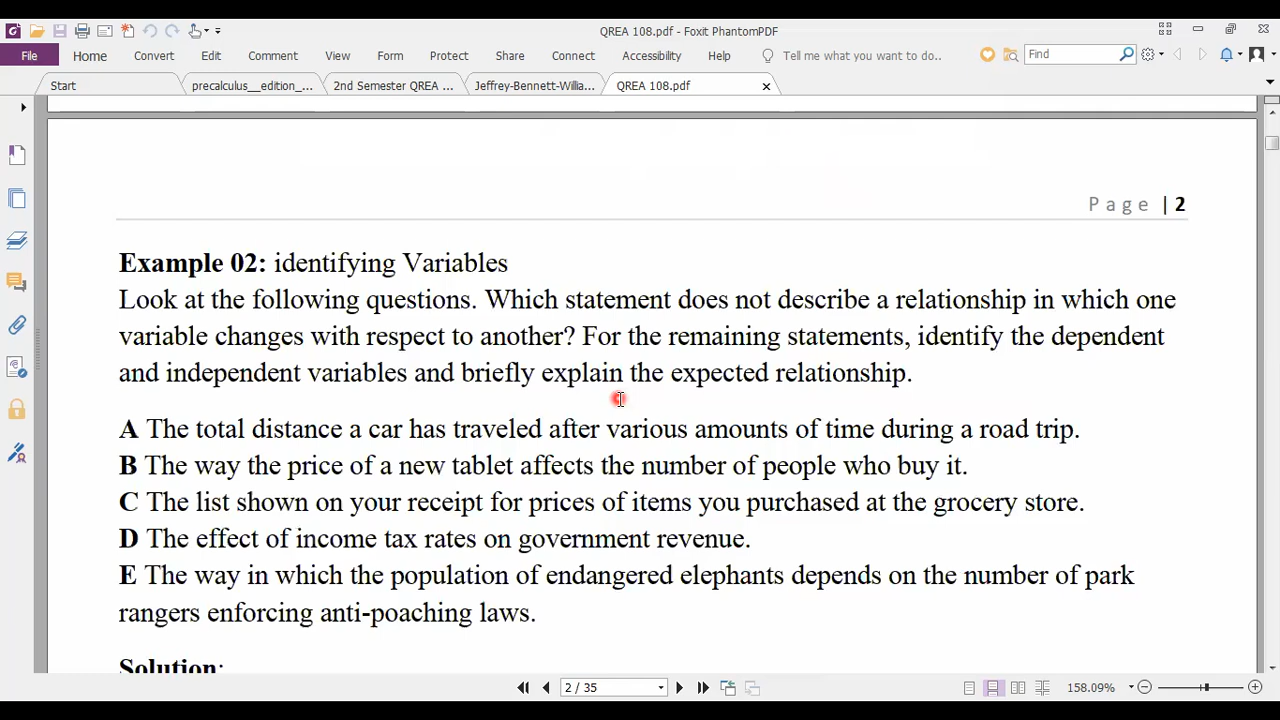 QREA 108.pdf - Foxit PhantomPDF
File Home Convert Edit Comment View Form Protect Share Connect Accessibility Help Tell me what you want to do.. Find
Start precalculus__edition_... 2nd Semester QREA ... Jeffrey-Bennett-Willia... QREA 108.pdf
Page | 2
Example 02: identifying Variables
Look at the following questions. Which statement does not describe a relationship in which one
variable changes with respect to another? For the remaining statements, identify the dependent
and independent variables and briefly explain the expected relationship.
A The total distance a car has traveled after various amounts of time during a road trip.
B The way the price of a new tablet affects the number of people who buy it.
C The list shown on your receipt for prices of items you purchased at the grocery store.
D The effect of income tax rates on government revenue.
E The way in which the population of endangered elephants depends on the number of park
rangers enforcing anti-poaching laws.
Solution:
2 / 35 158.09%